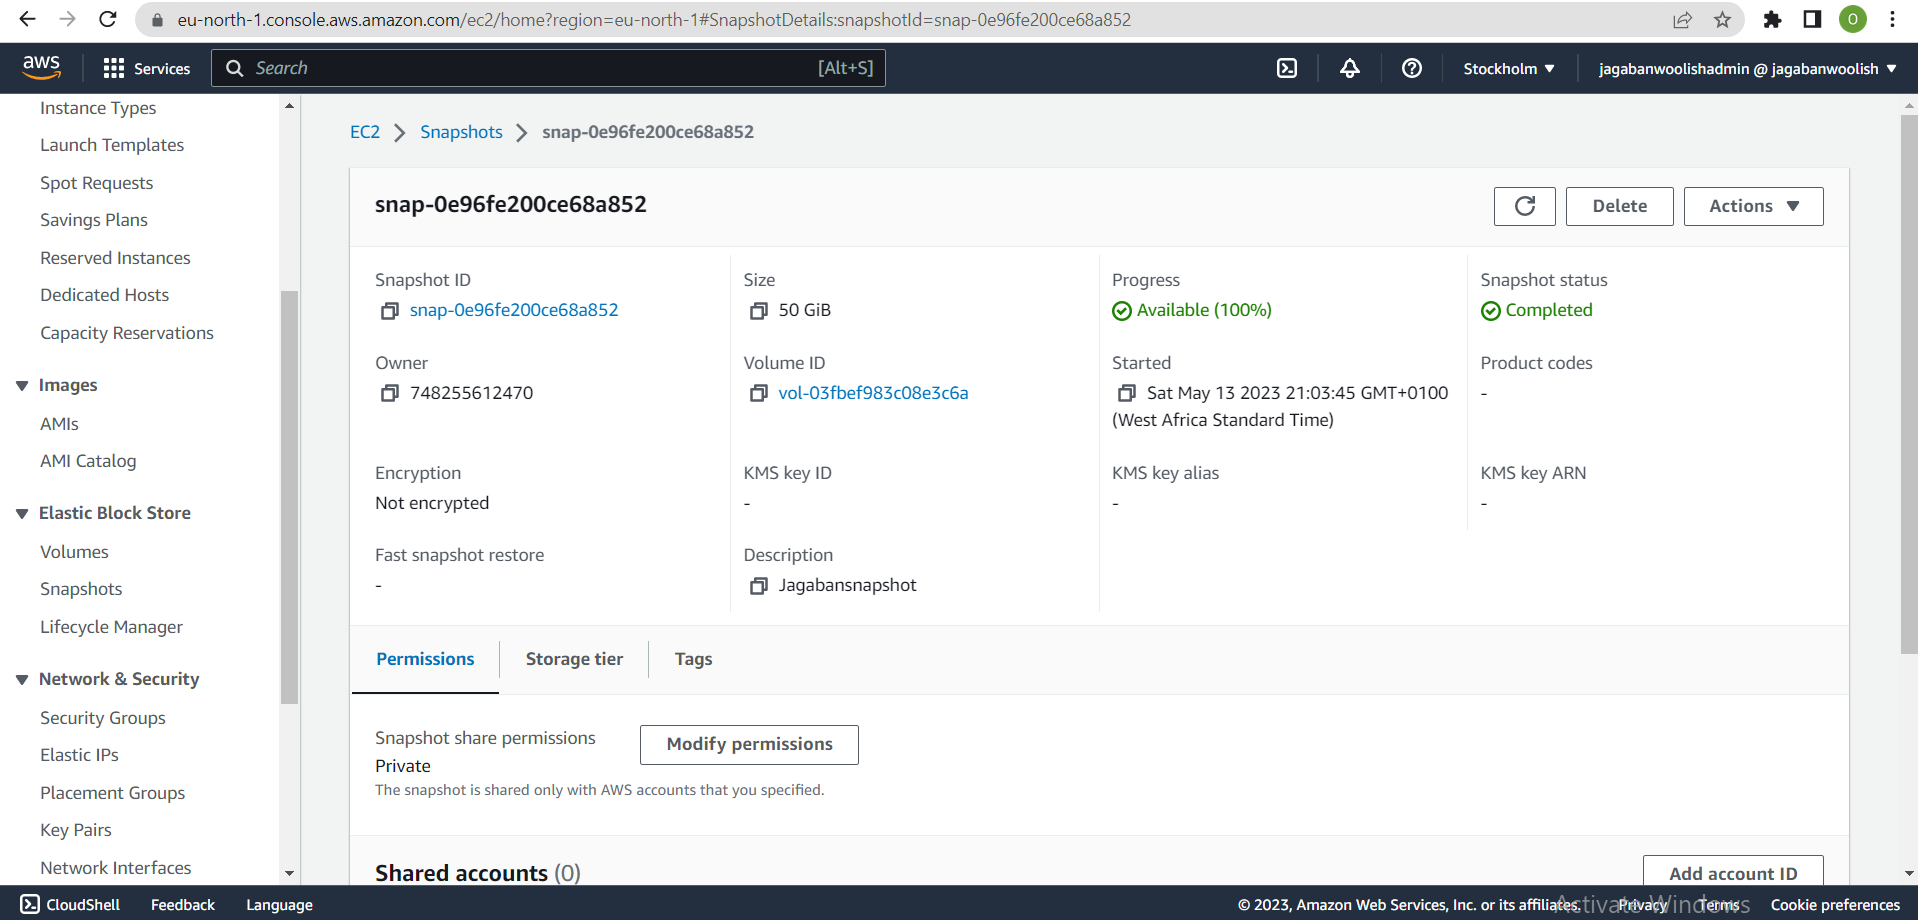 eu-north-1.console.aws.amazon.com/ec2/home?region=eu-north-1#SnapshotDetails:snapshotId=snap-0e96fe200ce68a852
O
aws
Services
Search
[Alt+S]
Stockholm
jagabanwoolishadmin @ jagabanwoolish
Instance Types
Launch Templates
Spot Requests
Savings Plans
Reserved Instances
Dedicated Hosts
Capacity Reservations
Images
AMIs
AMI Catalog
Elastic Block Store
Volumes
Snapshots
Lifecycle Manager
Network & Security
Security Groups
Elastic IPs
Placement Groups
Key Pairs
Network Interfaces
EC2
Snapshots
snap-0e96fe200ce68a852
snap-0e96fe200ce68a852
Delete
Actions
Snapshot ID
snap-0e96fe200ce68a852
Size
50 GiB
Progress
Available (100%)
Snapshot status
Completed
Owner
748255612470
Volume ID
vol-03fbef983c08e3c6a
Started
Sat May 13 2023 21:03:45 GMT+0100
(West Africa Standard Time)
Product codes
-
Encryption
Not encrypted
KMS key ID
-
KMS key alias
-
KMS key ARN
-
Fast snapshot restore
-
Description
Jagabansnapshot
Permissions
Storage tier
Tags
Snapshot share permissions
Private
Modify permissions
The snapshot is shared only with AWS accounts that you specified.
Shared accounts (0)
Add account ID
CloudShell
Feedback
Language
© 2023, Amazon Web Services, Inc. or its affiliates.
Privacy
Terms
Cookie preferences
Activate Windows